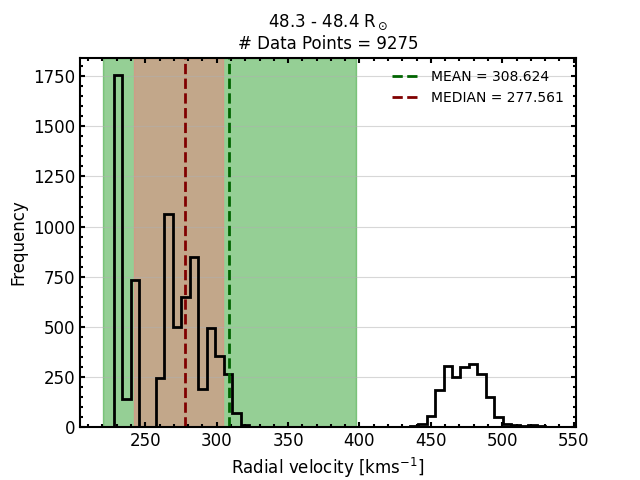 48.3 - 48.4 R⊙
# Data Points = 9275
MEAN = 308.624
MEDIAN = 277.561
Frequency
1750
1500
1250
1000
750
500
250
0
250 300 350 400 450 500 550
Radial velocity [kms⁻¹]